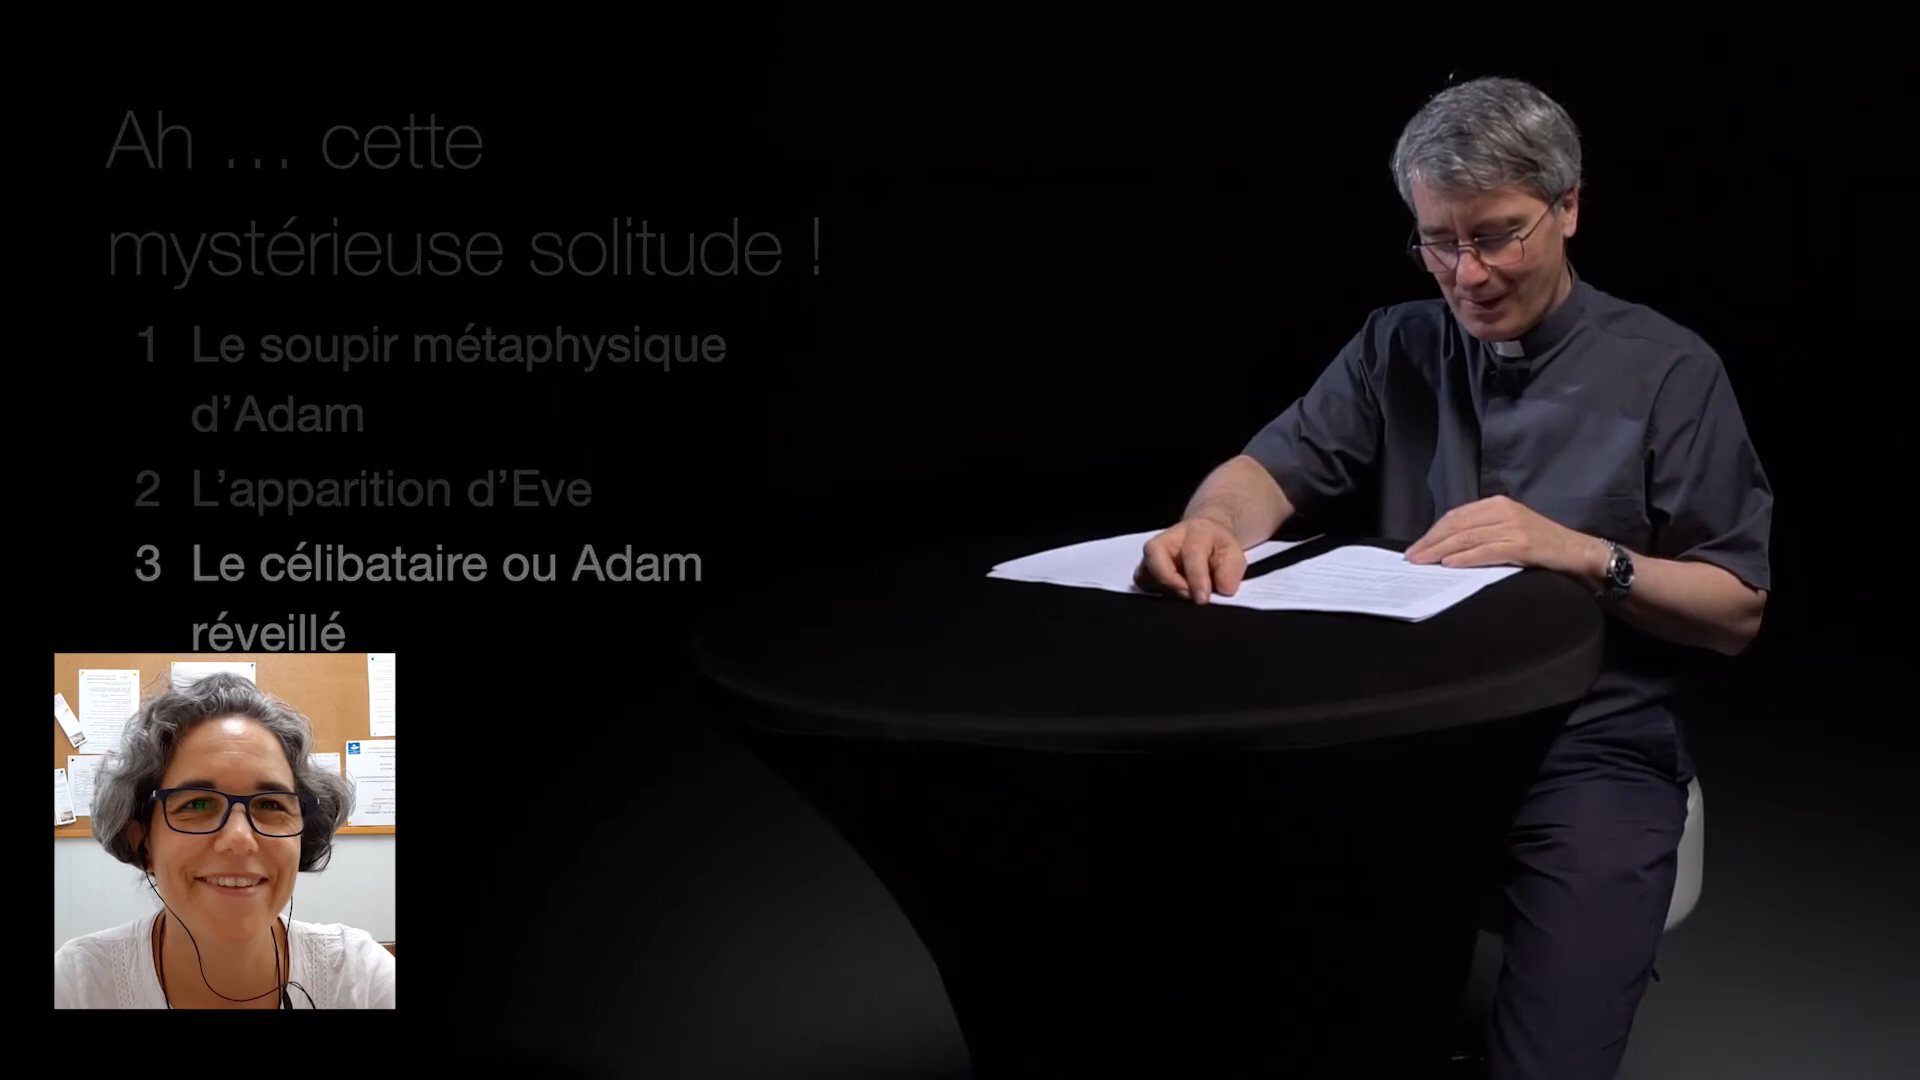 Ah … cette
mystérieuse solitude !
1 Le soupir métaphysique
d’Adam
2 L’apparition d’Eve
3 Le célibataire ou Adam
réveillé